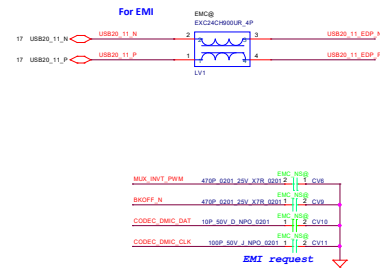 For EMI
EMC@
EXC24CH900UR_4P
17 USB20_11_N USB20_11_N 2 3 USB20_11_EDP_N
17 USB20_11_P USB20_11_P 1 4 USB20_11_EDP_P
LV1
MUX_INVT_PWM 470P_0201_25V_X7R_0201 2 EMC_NS@ 1 CV8
BKOFF_N 470P_0201_25V_X7R_0201 1 EMC_NS@ 2 CV9
CODEC_DMIC_DAT 10P_50V_D_NPO_0201 1 EMC_NS@ 2 CV10
CODEC_DMIC_CLK 100P_50V_J_NPO_0201 1 EMC_NS@ 2 CV11
EMI request